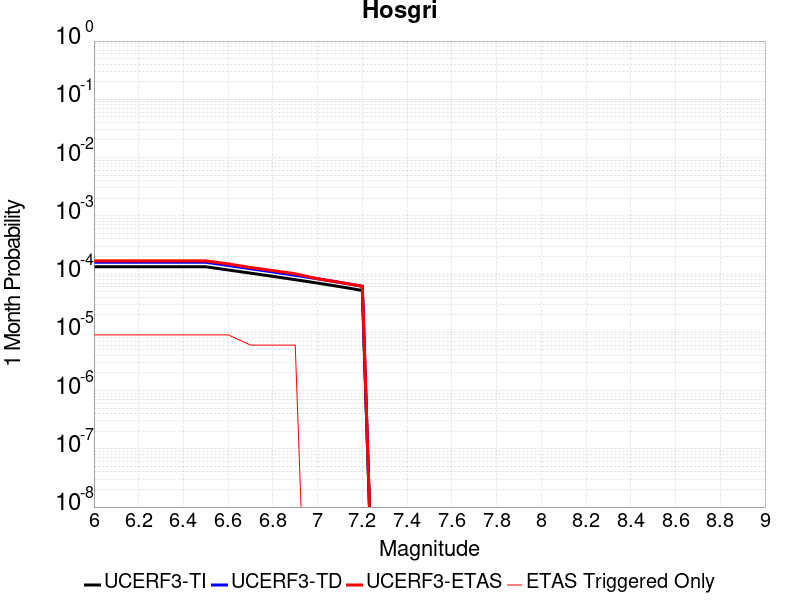 Hosgri
10^0
10^-1
10^-2
10^-3
10^-4
10^-5
10^-6
10^-7
10^-8
1 Month Probability
6 6.2 6.4 6.6 6.8 7 7.2 7.4 7.6 7.8 8 8.2 8.4 8.6 8.8 9
Magnitude
UCERF3-TI UCERF3-TD UCERF3-ETAS ETAS Triggered Only